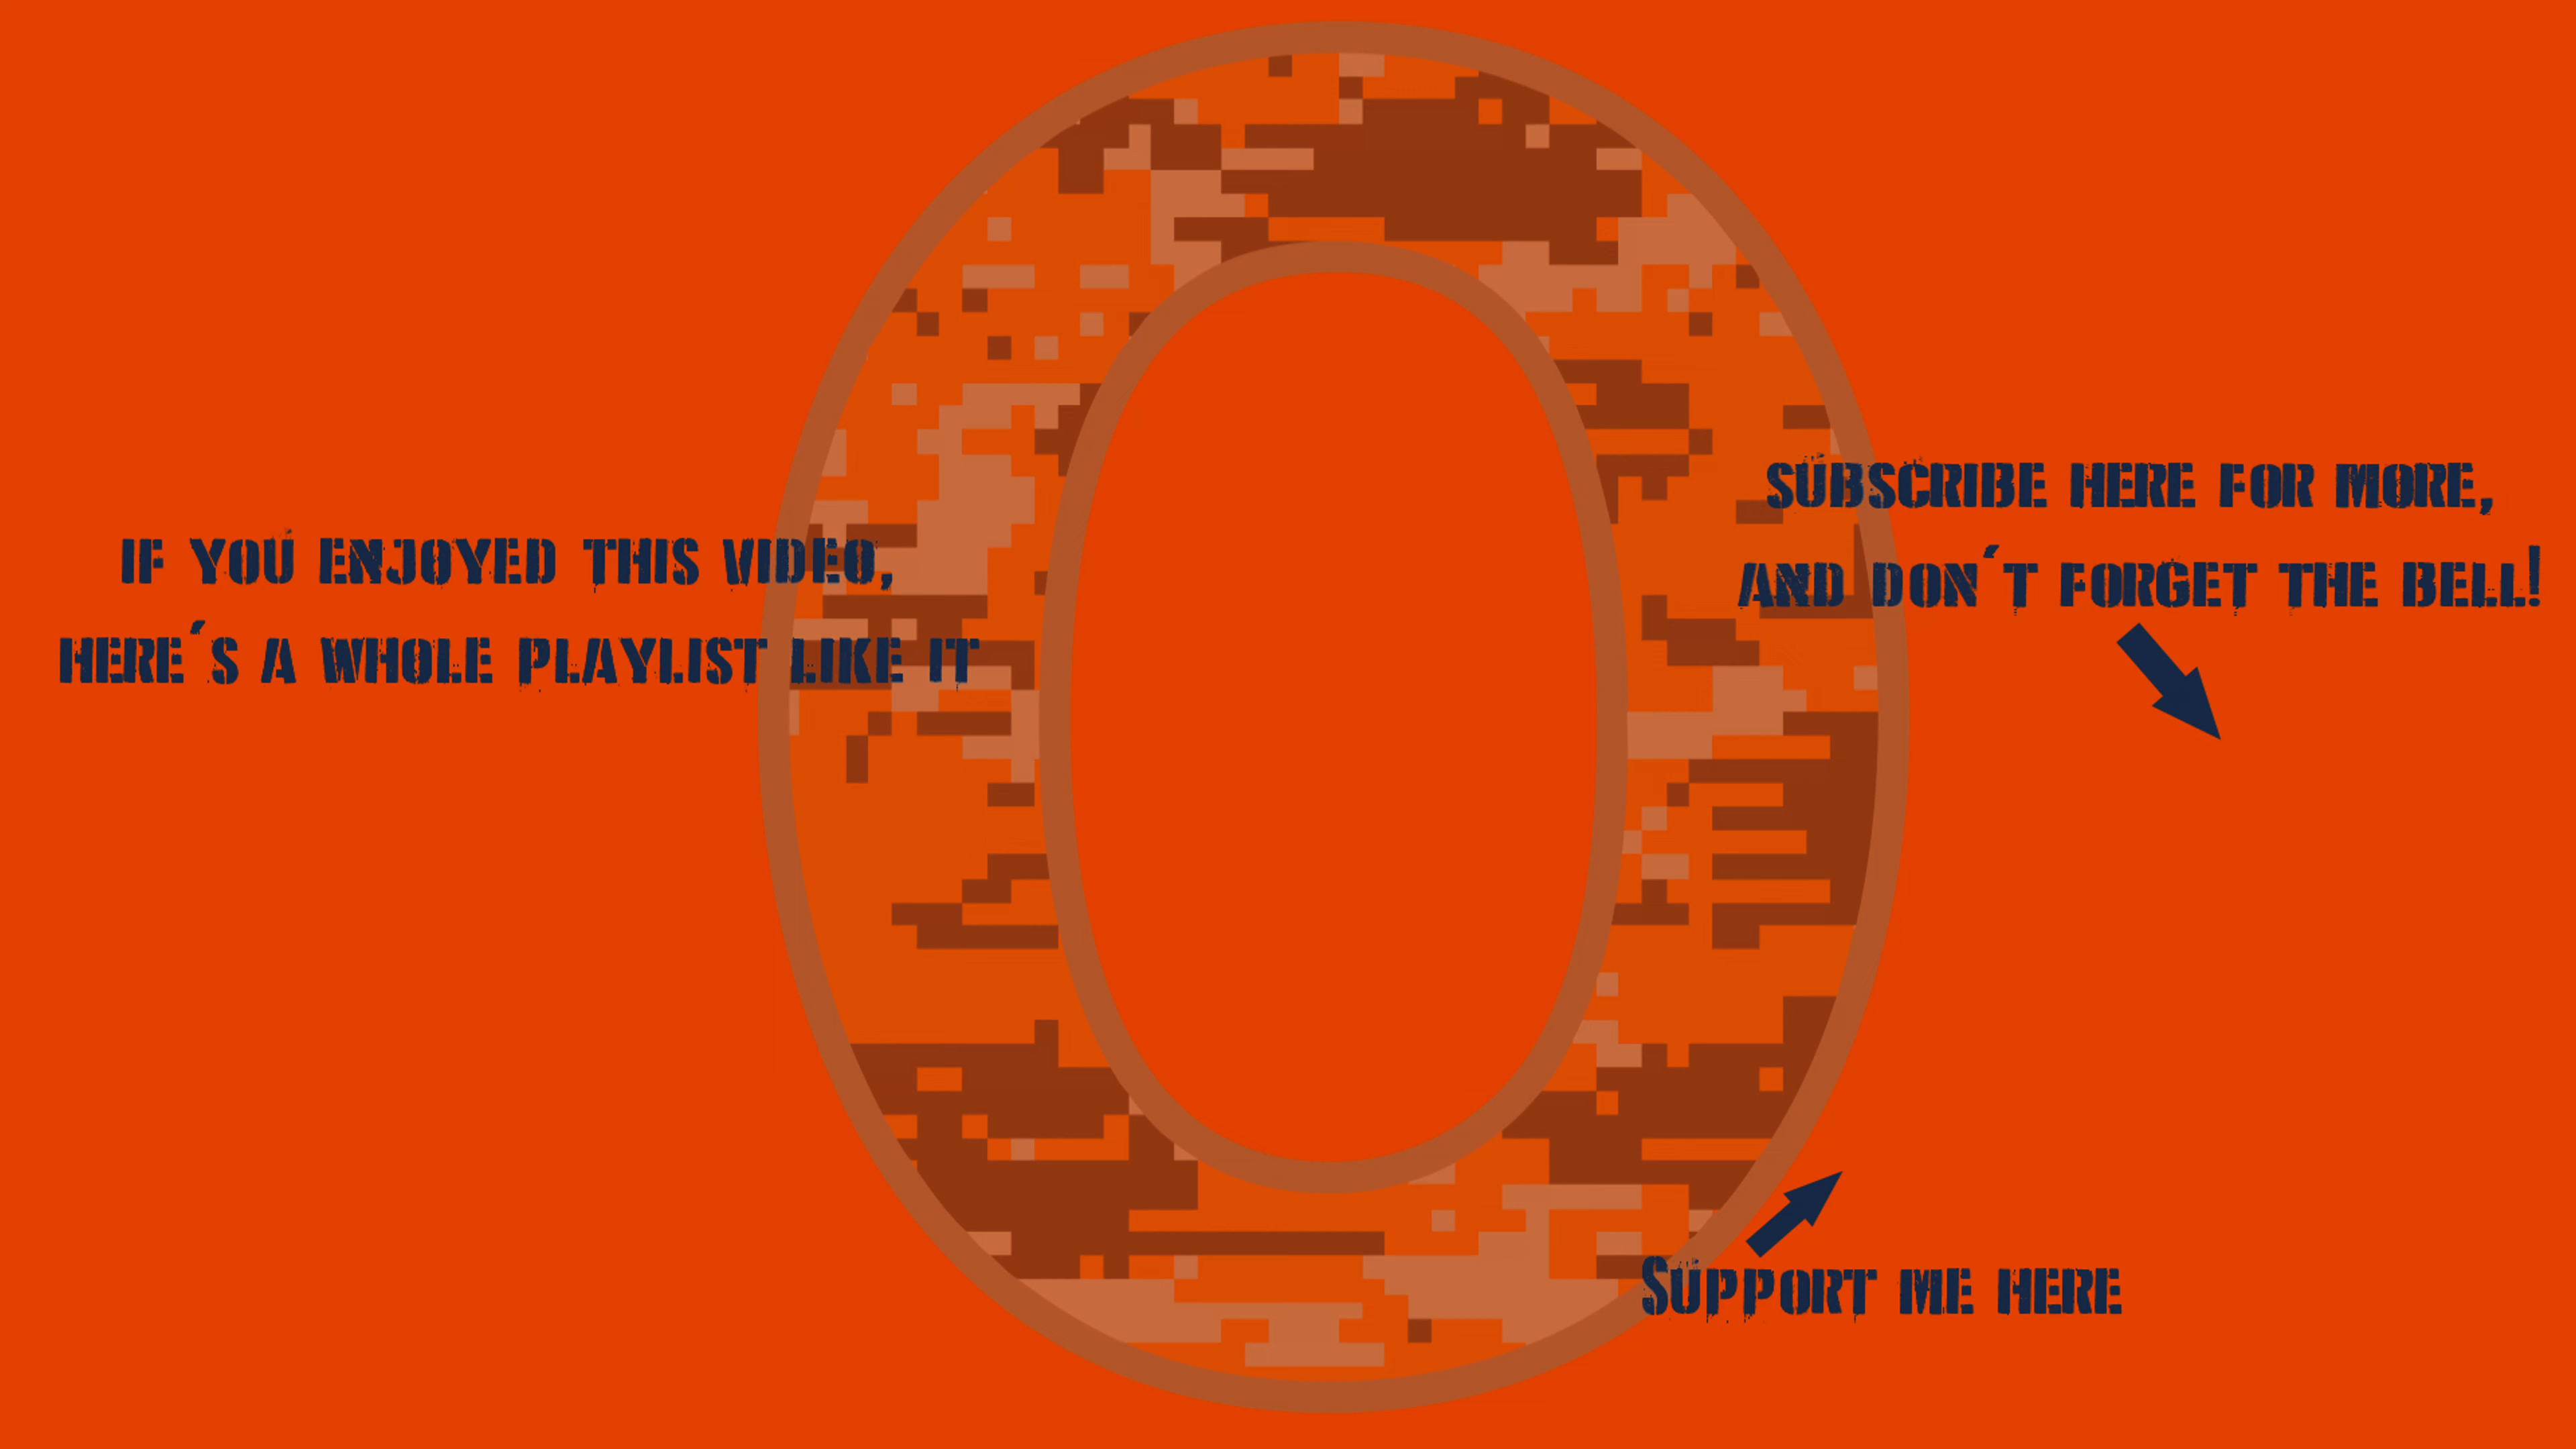 IF YOU ENJOYED THIS VIDEO,
HERE´S A WHOLE PLAYLIST LIKE IT
SUBSCRIBE HERE FOR MORE,
AND DON´T FORGET THE BELL!
SUPPORT ME HERE
O